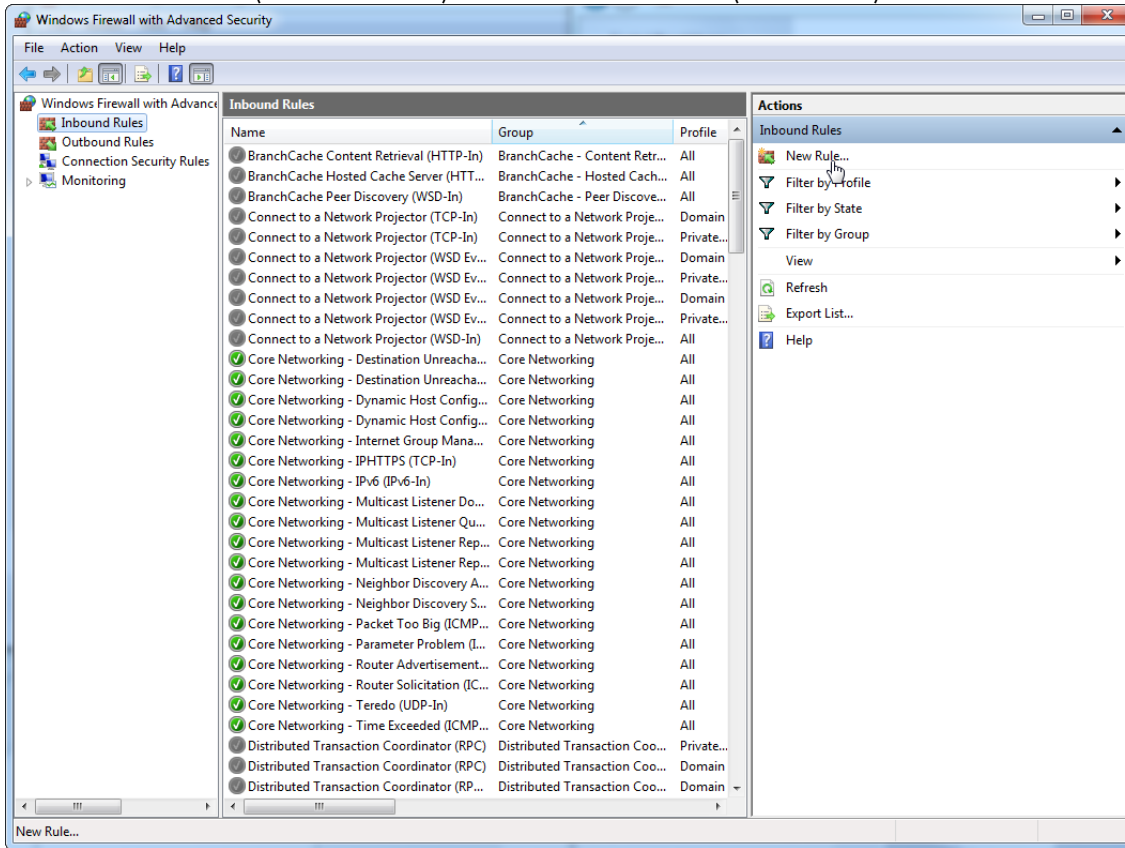 Windows Firewall with Advanced Security
File Action View Help
Windows Firewall with Advance
Inbound Rules
Outbound Rules
Connection Security Rules
Monitoring
Inbound Rules
Name Group Profile
BranchCache Content Retrieval (HTTP-In) BranchCache - Content Retr... All
BranchCache Hosted Cache Server (HTT... BranchCache - Hosted Cach... All
BranchCache Peer Discovery (WSD-In) BranchCache - Peer Discove... All
Connect to a Network Projector (TCP-In) Connect to a Network Proje... Domain
Connect to a Network Projector (TCP-In) Connect to a Network Proje... Private...
Connect to a Network Projector (WSD Ev... Connect to a Network Proje... Domain
Connect to a Network Projector (WSD Ev... Connect to a Network Proje... Private...
Connect to a Network Projector (WSD Ev... Connect to a Network Proje... Domain
Connect to a Network Projector (WSD Ev... Connect to a Network Proje... Private...
Connect to a Network Projector (WSD-In) Connect to a Network Proje... All
Core Networking - Destination Unreacha... Core Networking All
Core Networking - Destination Unreacha... Core Networking All
Core Networking - Dynamic Host Config... Core Networking All
Core Networking - Dynamic Host Config... Core Networking All
Core Networking - Internet Group Mana... Core Networking All
Core Networking - IPHTTPS (TCP-In) Core Networking All
Core Networking - IPv6 (IPv6-In) Core Networking All
Core Networking - Multicast Listener Do... Core Networking All
Core Networking - Multicast Listener Qu... Core Networking All
Core Networking - Multicast Listener Rep... Core Networking All
Core Networking - Multicast Listener Rep... Core Networking All
Core Networking - Neighbor Discovery A... Core Networking All
Core Networking - Neighbor Discovery S... Core Networking All
Core Networking - Packet Too Big (ICMP... Core Networking All
Core Networking - Parameter Problem (I... Core Networking All
Core Networking - Router Advertisement... Core Networking All
Core Networking - Router Solicitation (IC... Core Networking All
Core Networking - Teredo (UDP-In) Core Networking All
Core Networking - Time Exceeded (ICMP... Core Networking All
Distributed Transaction Coordinator (RPC) Distributed Transaction Coo... Private...
Distributed Transaction Coordinator (RPC) Distributed Transaction Coo... Domain
Distributed Transaction Coordinator (RP... Distributed Transaction Coo... Domain
Actions
Inbound Rules
New Rule...
Filter by Profile
Filter by State
Filter by Group
View
Refresh
Export List...
Help
New Rule...